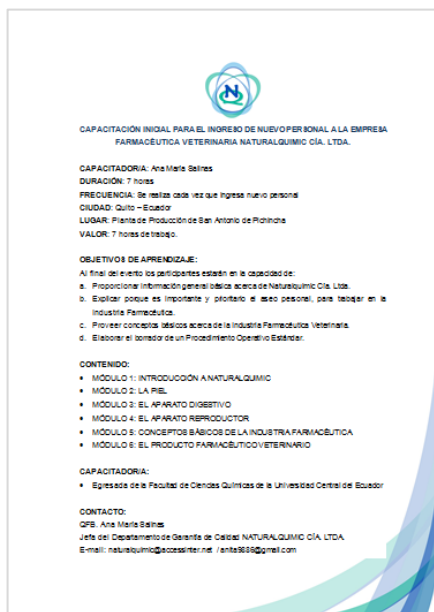 N
Q
CAPACITACIÓN INICIAL PARA EL INGRESO DE NUEVO PERSONAL A LA EMPRESA
FARMACÉUTICA VETERINARIA NATURALQUIMIC CÍA. LTDA.
CAPACITADOR/A: Ana María Salinas
DURACIÓN: 7 horas
FRECUENCIA: Se realiza cada vez que ingresa nuevo personal
CIUDAD: Quito – Ecuador
LUGAR: Planta de Producción de San Antonio de Pichincha
VALOR: 7 horas de trabajo.
OBJETIVOS DE APRENDIZAJE:
Al final del evento los participantes estarán en la capacidad de:
a. Proporcionar información general básica acerca de Naturalquimic Cía. Ltda.
b. Explicar porque es importante y prioritario el aseo personal, para trabajar en la
Industria Farmacéutica.
c. Proveer conceptos básicos acerca de la Industria Farmacéutica Veterinaria.
d. Elaborar el borrador de un Procedimiento Operativo Estándar.
CONTENIDO:
• MÓDULO 1: INTRODUCCIÓN A NATURALQUIMIC
• MÓDULO 2: LA PIEL
• MÓDULO 3: EL APARATO DIGESTIVO
• MÓDULO 4: EL APARATO REPRODUCTOR
• MÓDULO 5: CONCEPTOS BÁSICOS DE LA INDUSTRIA FARMACÉUTICA
• MÓDULO 6: EL PRODUCTO FARMACÉUTICO VETERINARIO
CAPACITADOR/A:
• Egresada de la Facultad de Ciencias Químicas de la Universidad Central del Ecuador
CONTACTO:
QFB. Ana María Salinas
Jefa del Departamento de Garantía de Calidad NATURALQUIMIC CÍA. LTDA.
E-mail: naturalquimic@accessinter.net / anita9886@gmail.com